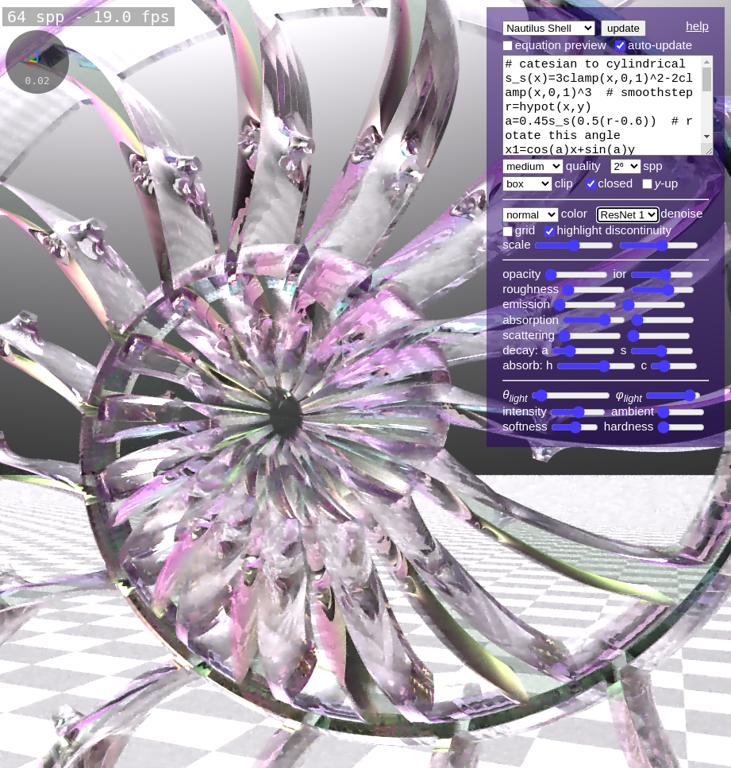 64 spp - 19.0 fps
0.02
Nautilus Shell update help
equation preview auto-update
# catesian to cylindrical
s_s(x)=3clamp(x,0,1)^2-2cl
amp(x,0,1)^3  # smoothstep
r=hypot(x,y)
a=0.45s_s(0.5(r-0.6))  # r
otate this angle
x1=cos(a)x+sin(a)y
medium quality 2⁶ spp
box clip closed y-up
normal color ResNet 1 denoise
grid highlight discontinuity
scale
opacity ior
roughness
emission
absorption
scattering
decay: a s
absorb: h c
θlight φlight
intensity ambient
softness hardness